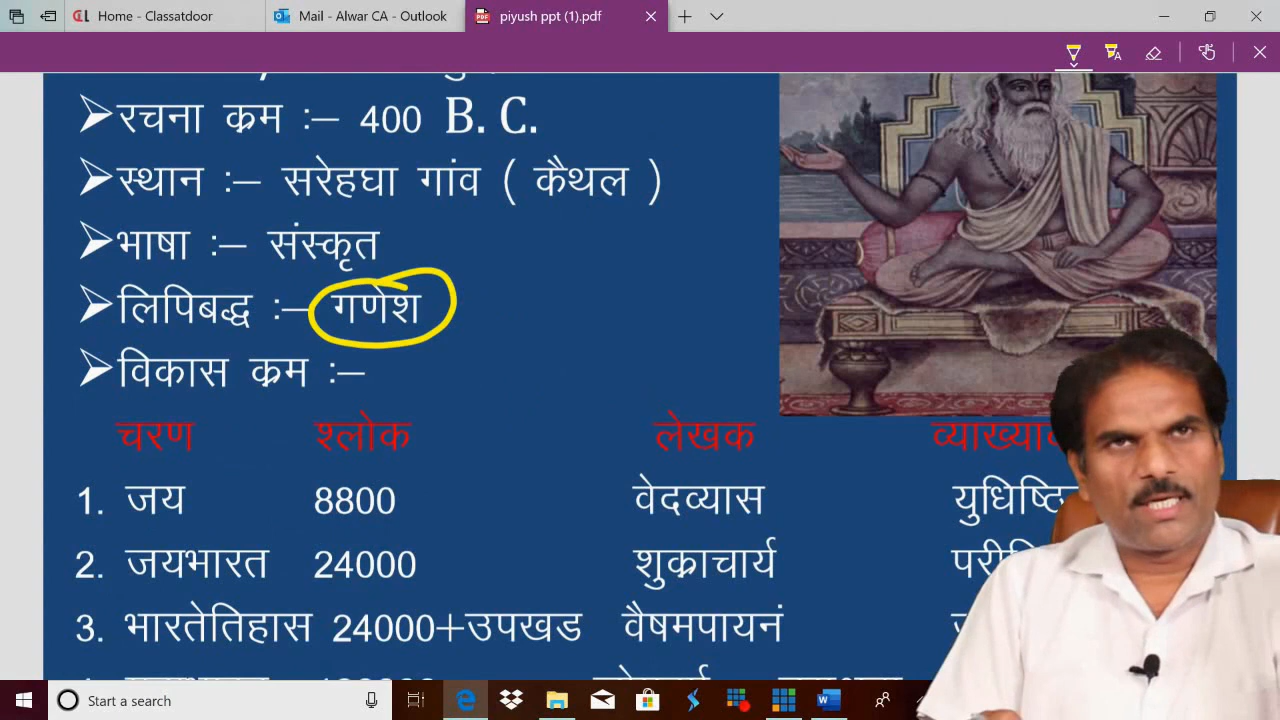 Home - Classatdoor
Mail - Alwar CA - Outlook
piyush ppt (1).pdf
रचना क्रम :– 400 B. C.
स्थान :– सरेहघा गांव ( कैथल )
भाषा :– संस्कृत
लिपिबद्ध :– गणेश
विकास क्रम :–
चरण श्लोक लेखक
1. जय 8800 वेदव्यास
2. जयभारत 24000 शुक्राचार्य
3. भारतेतिहास 24000+उपखड वैषमपायनं
Start a search